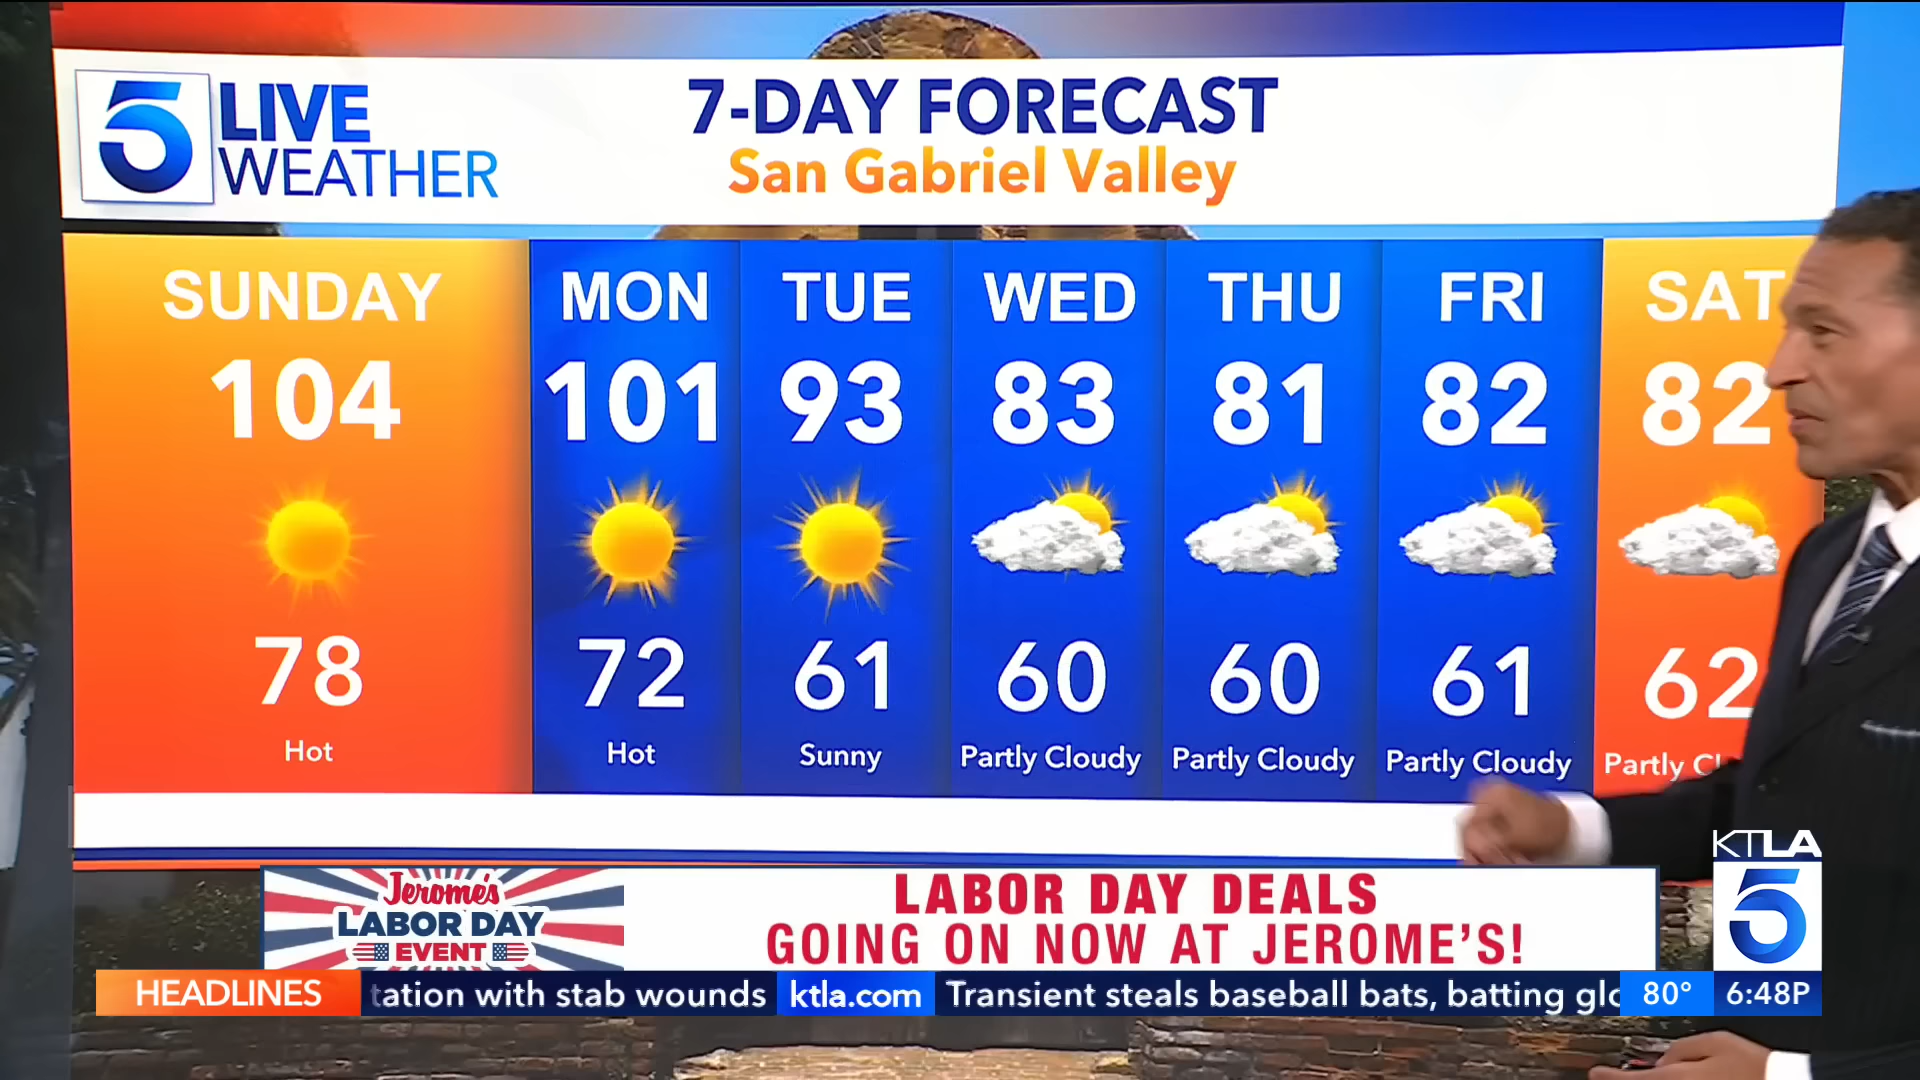 5 LIVE
WEATHER
7-DAY FORECAST
San Gabriel Valley
SUNDAY
104
78
Hot
MON
101
72
Hot
TUE
93
61
Sunny
WED
83
60
Partly Cloudy
THU
81
60
Partly Cloudy
FRI
82
61
Partly Cloudy
SAT
82
62
Partly
KTLA
5
Jerome's
LABOR DAY
EVENT
LABOR DAY DEALS
GOING ON NOW AT JEROME'S!
HEADLINES
tation with stab wounds ktla.com Transient steals baseball bats, batting
80° 6:48P